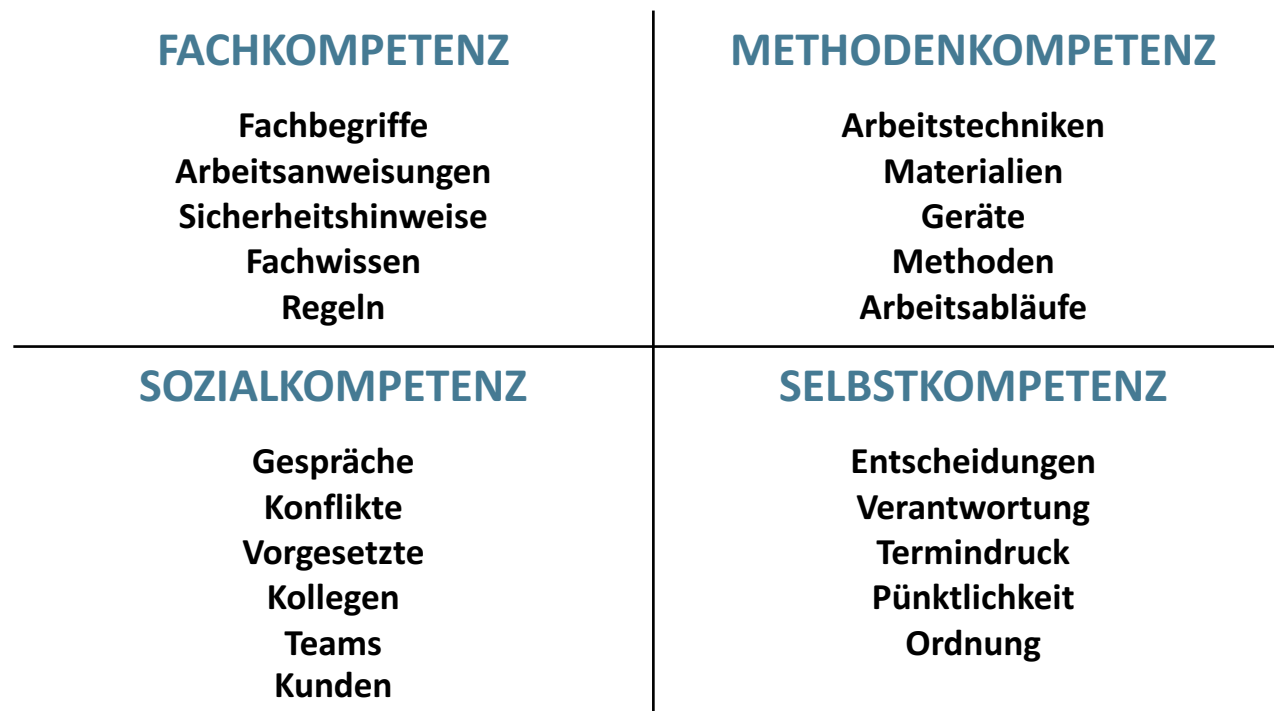 FACHKOMPETENZ
Fachbegriffe
Arbeitsanweisungen
Sicherheitshinweise
Fachwissen
Regeln
METHODENKOMPETENZ
Arbeitstechniken
Materialien
Geräte
Methoden
Arbeitsabläufe
SOZIALKOMPETENZ
Gespräche
Konflikte
Vorgesetzte
Kollegen
Teams
Kunden
SELBSTKOMPETENZ
Entscheidungen
Verantwortung
Termindruck
Pünktlichkeit
Ordnung